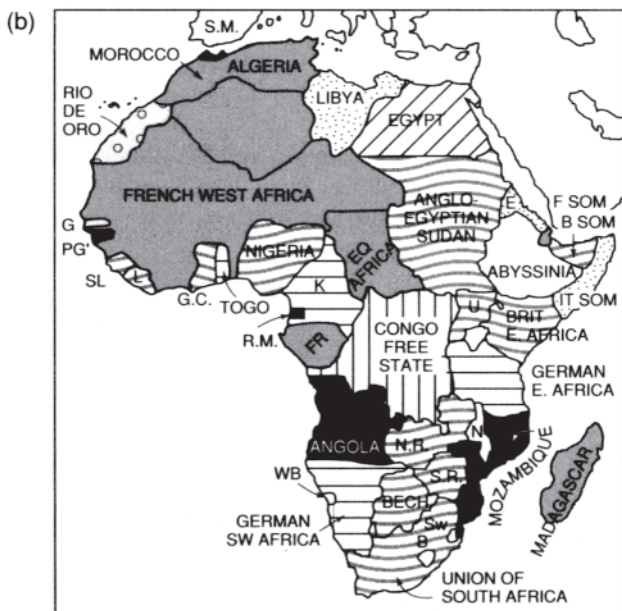 (b)
S.M.
MOROCCO
ALGERIA
RIO
DE
ORO
LIBYA
EGYPT
FRENCH WEST AFRICA
ANGLO-
EGYPTIAN
SUDAN
E
F SOM
B SOM
G
PG'
SL
L
G.C.
TOGO
NIGERIA
EQ
AFRICA
K
ABYSSINIA
IT SOM
R.M.
FR
CONGO
FREE
STATE
U
BRIT
E. AFRICA
GERMAN
E. AFRICA
ANGOLA
N.R.
N
MOZAMBIQUE
MADAGASCAR
WB
GERMAN
SW AFRICA
BECH
S.R.
Sw
B
UNION OF
SOUTH AFRICA